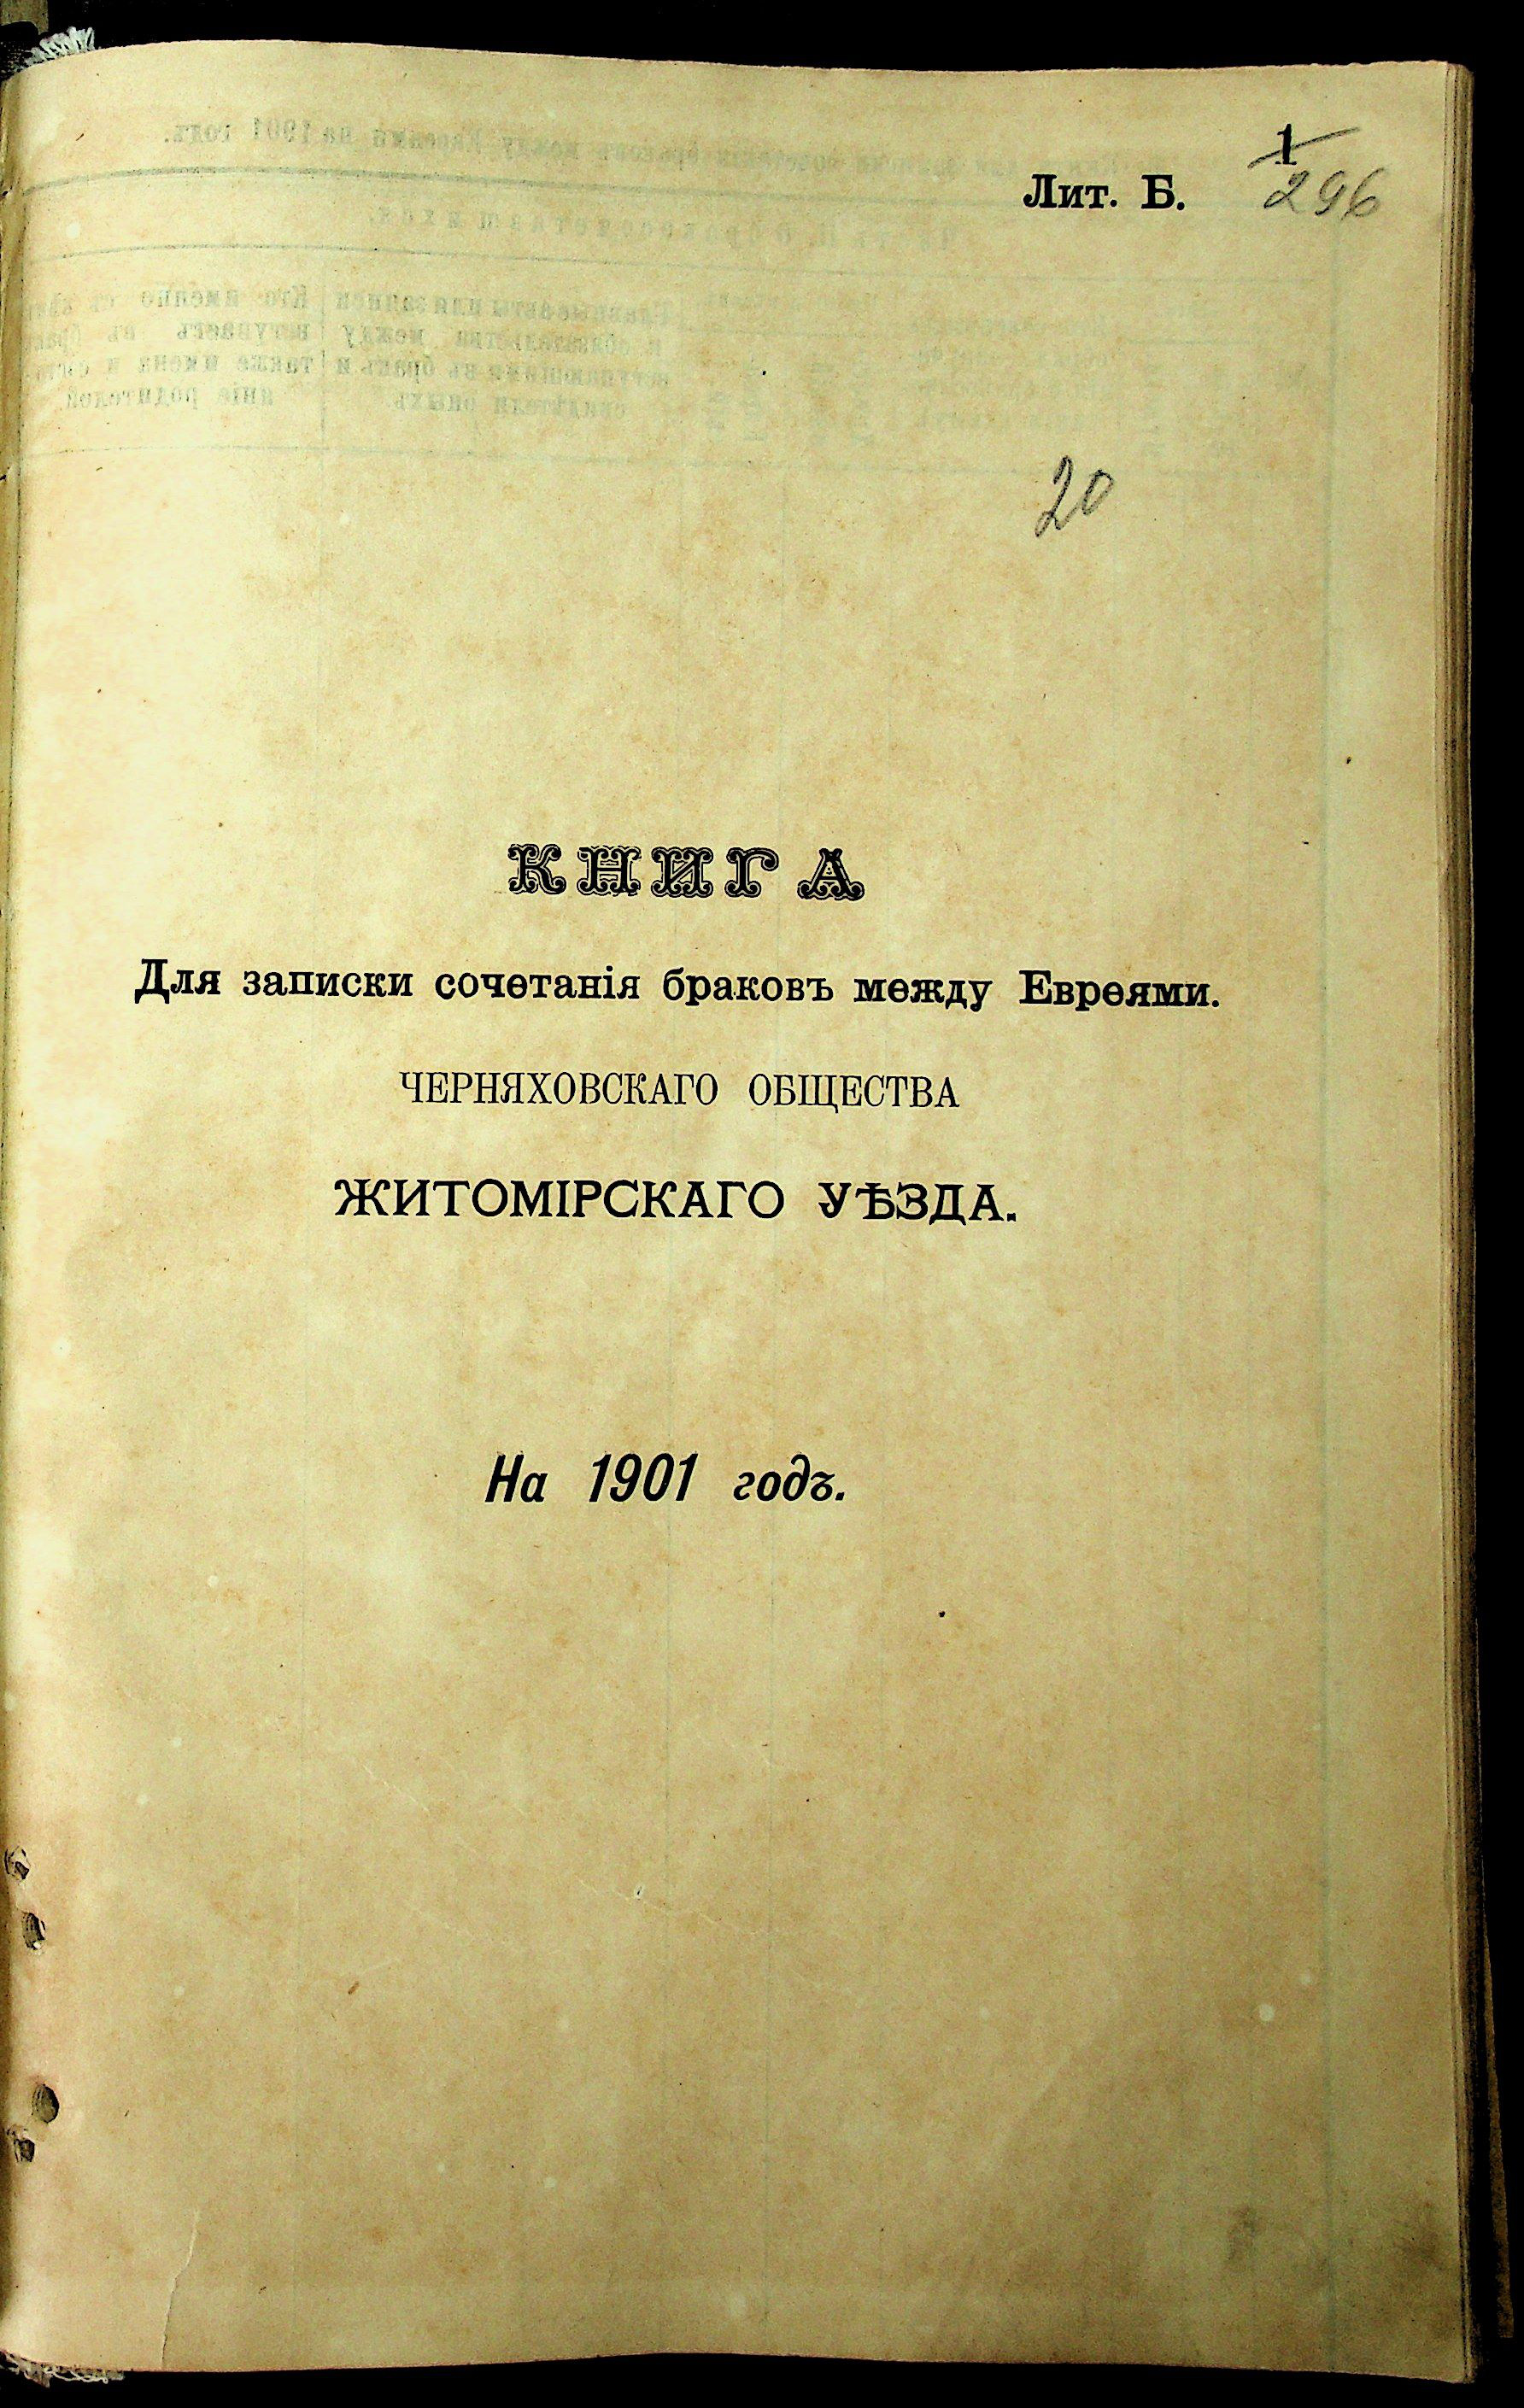 1
Лит. Б. 296
20
КНИГА
Для записки сочетанія браковъ между Евреями.
ЧЕРНЯХОВСКАГО ОБЩЕСТВА
ЖИТОМІРСКАГО УѢЗДА.
На 1901 годъ.